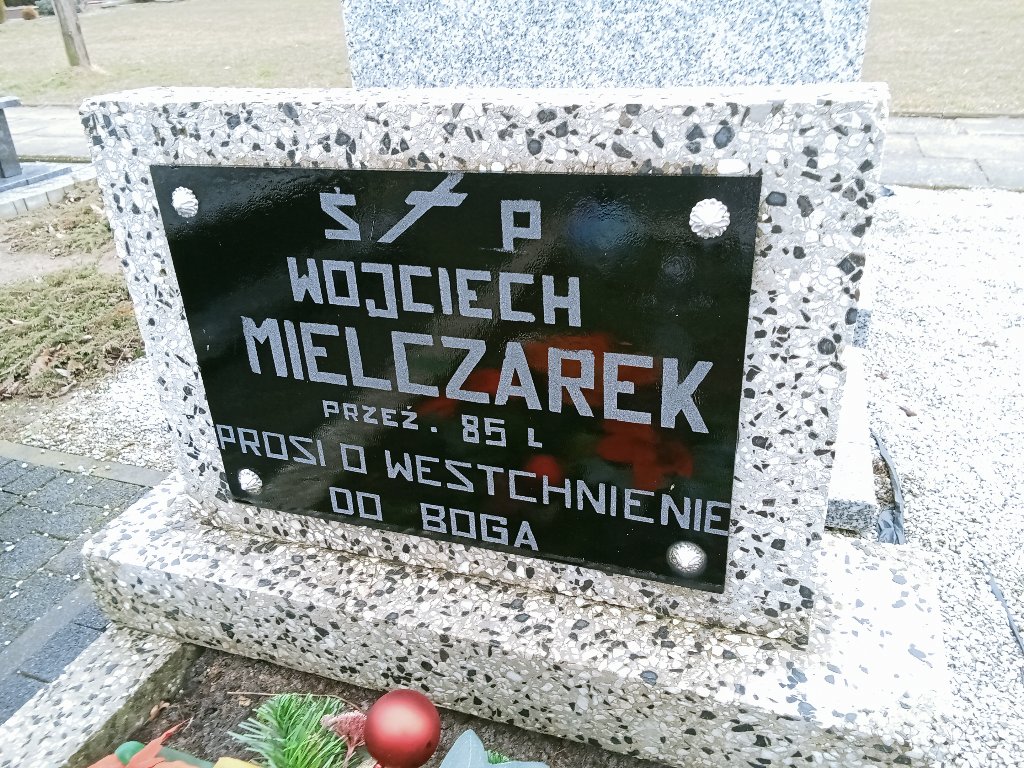 Ś P
WOJCIECH
MIELCZAREK
PRZEŻ. 85 L
PROSI O WESTCHNIENIE
DO BOGA